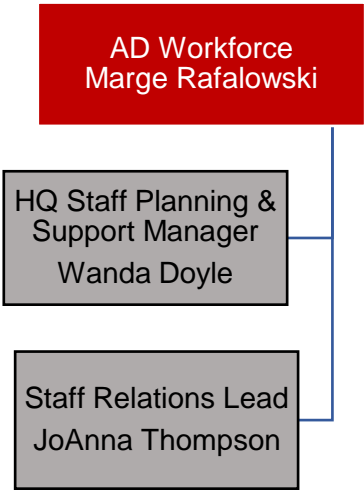 AD Workforce
Marge Rafalowski
HQ Staff Planning &
Support Manager
Wanda Doyle
Staff Relations Lead
JoAnna Thompson